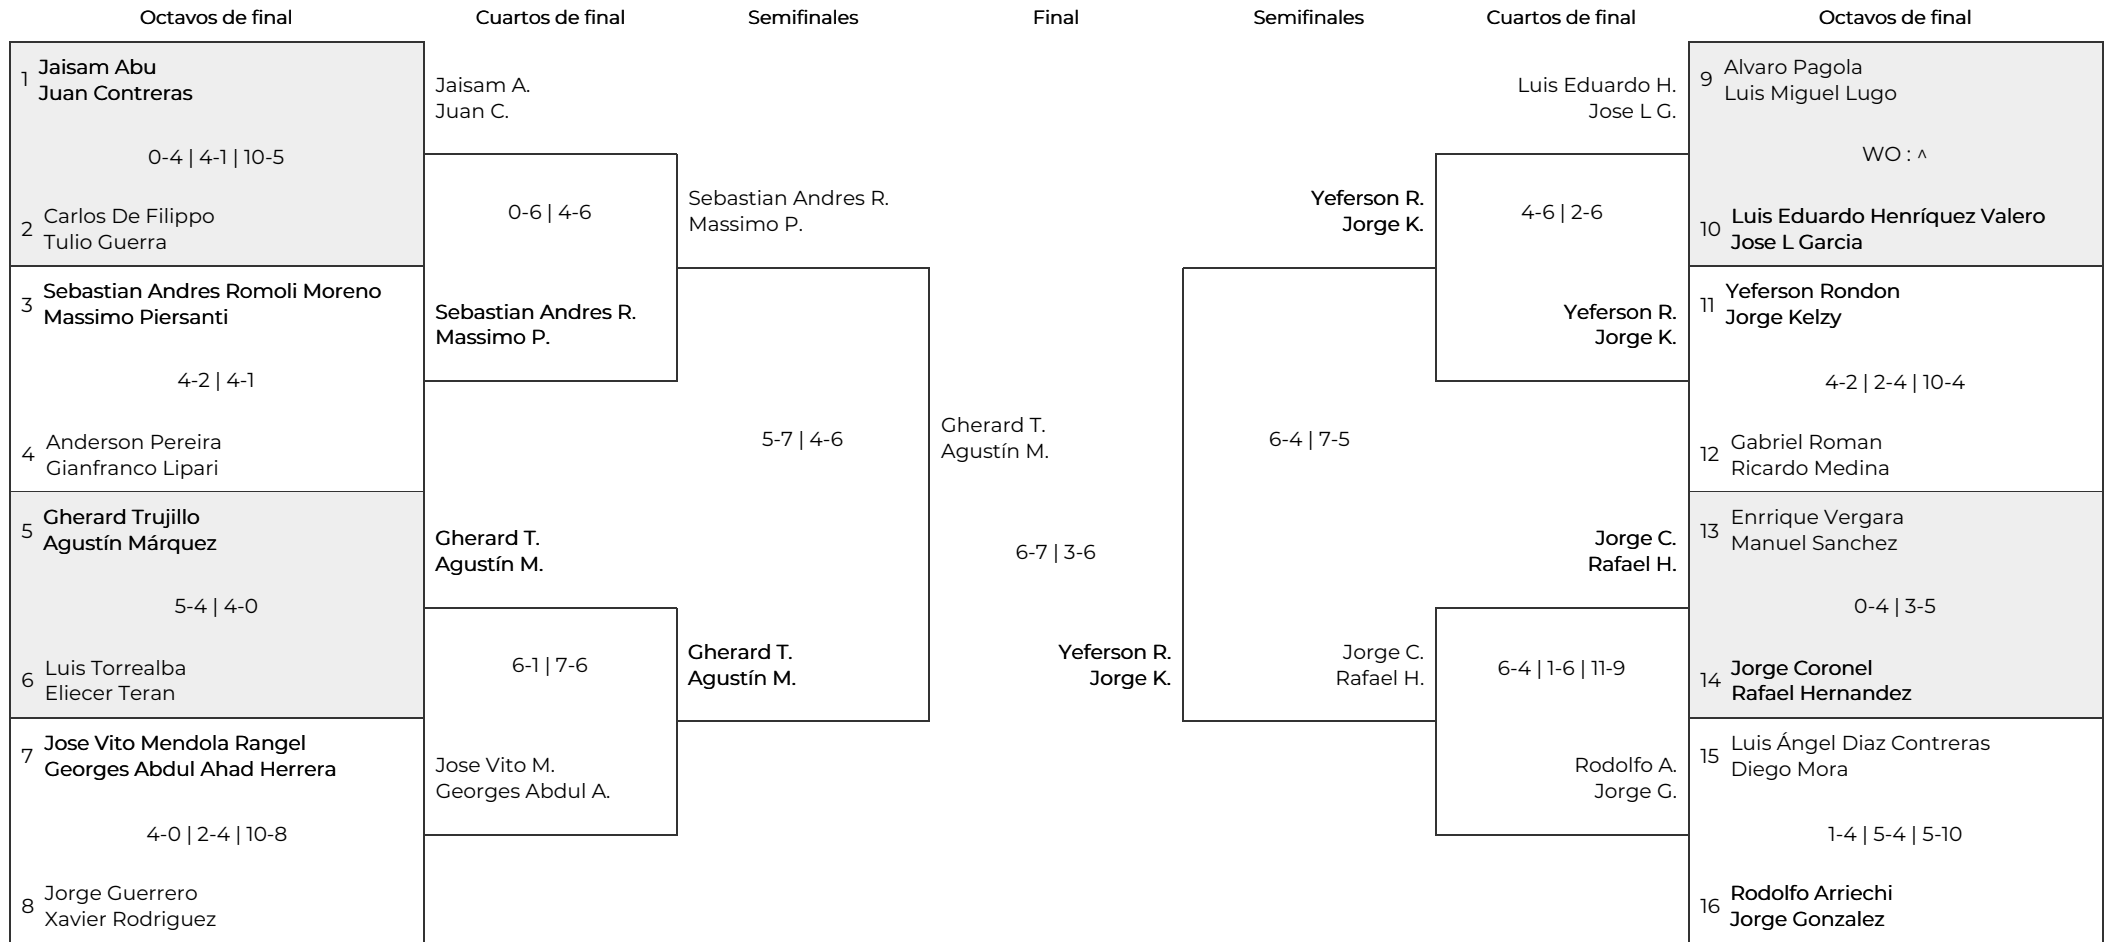 Octavos de final
Cuartos de final
Semifinales
Final
Semifinales
Cuartos de final
Octavos de final
1
Jaisam Abu
Juan Contreras
0-4 | 4-1 | 10-5
2
Carlos De Filippo
Tulio Guerra
3
Sebastian Andres Romoli Moreno
Massimo Piersanti
4-2 | 4-1
4
Anderson Pereira
Gianfranco Lipari
5
Gherard Trujillo
Agustín Márquez
5-4 | 4-0
6
Luis Torrealba
Eliecer Teran
7
Jose Vito Mendola Rangel
Georges Abdul Ahad Herrera
4-0 | 2-4 | 10-8
8
Jorge Guerrero
Xavier Rodriguez
Jaisam A.
Juan C.
0-6 | 4-6
Sebastian Andres R.
Massimo P.
Gherard T.
Agustín M.
6-1 | 7-6
Jose Vito M.
Georges Abdul A.
Sebastian Andres R.
Massimo P.
5-7 | 4-6
Gherard T.
Agustín M.
Gherard T.
Agustín M.
6-7 | 3-6
Yeferson R.
Jorge K.
Yeferson R.
Jorge K.
6-4 | 7-5
Jorge C.
Rafael H.
Luis Eduardo H.
Jose L G.
4-6 | 2-6
Yeferson R.
Jorge K.
Jorge C.
Rafael H.
6-4 | 1-6 | 11-9
Rodolfo A.
Jorge G.
9
Alvaro Pagola
Luis Miguel Lugo
WO : ^
10
Luis Eduardo Henríquez Valero
Jose L Garcia
11
Yeferson Rondon
Jorge Kelzy
4-2 | 2-4 | 10-4
12
Gabriel Roman
Ricardo Medina
13
Enrrique Vergara
Manuel Sanchez
0-4 | 3-5
14
Jorge Coronel
Rafael Hernandez
15
Luis Ángel Diaz Contreras
Diego Mora
1-4 | 5-4 | 5-10
16
Rodolfo Arriechi
Jorge Gonzalez